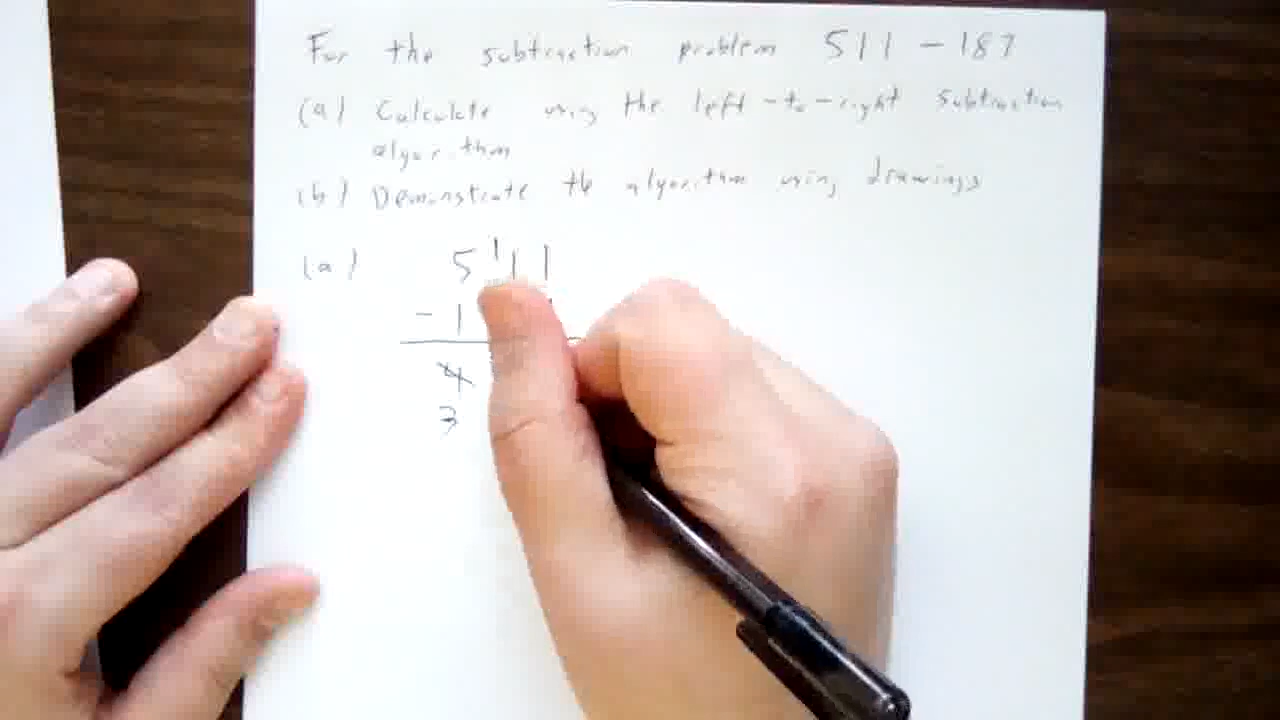 For the subtraction problem 511 - 187
(a) Calculate using the left-to-right subtraction
algorithm
(b) Demonstrate the algorithm using drawings
(a) 5 1 1 1
- 1
4
3